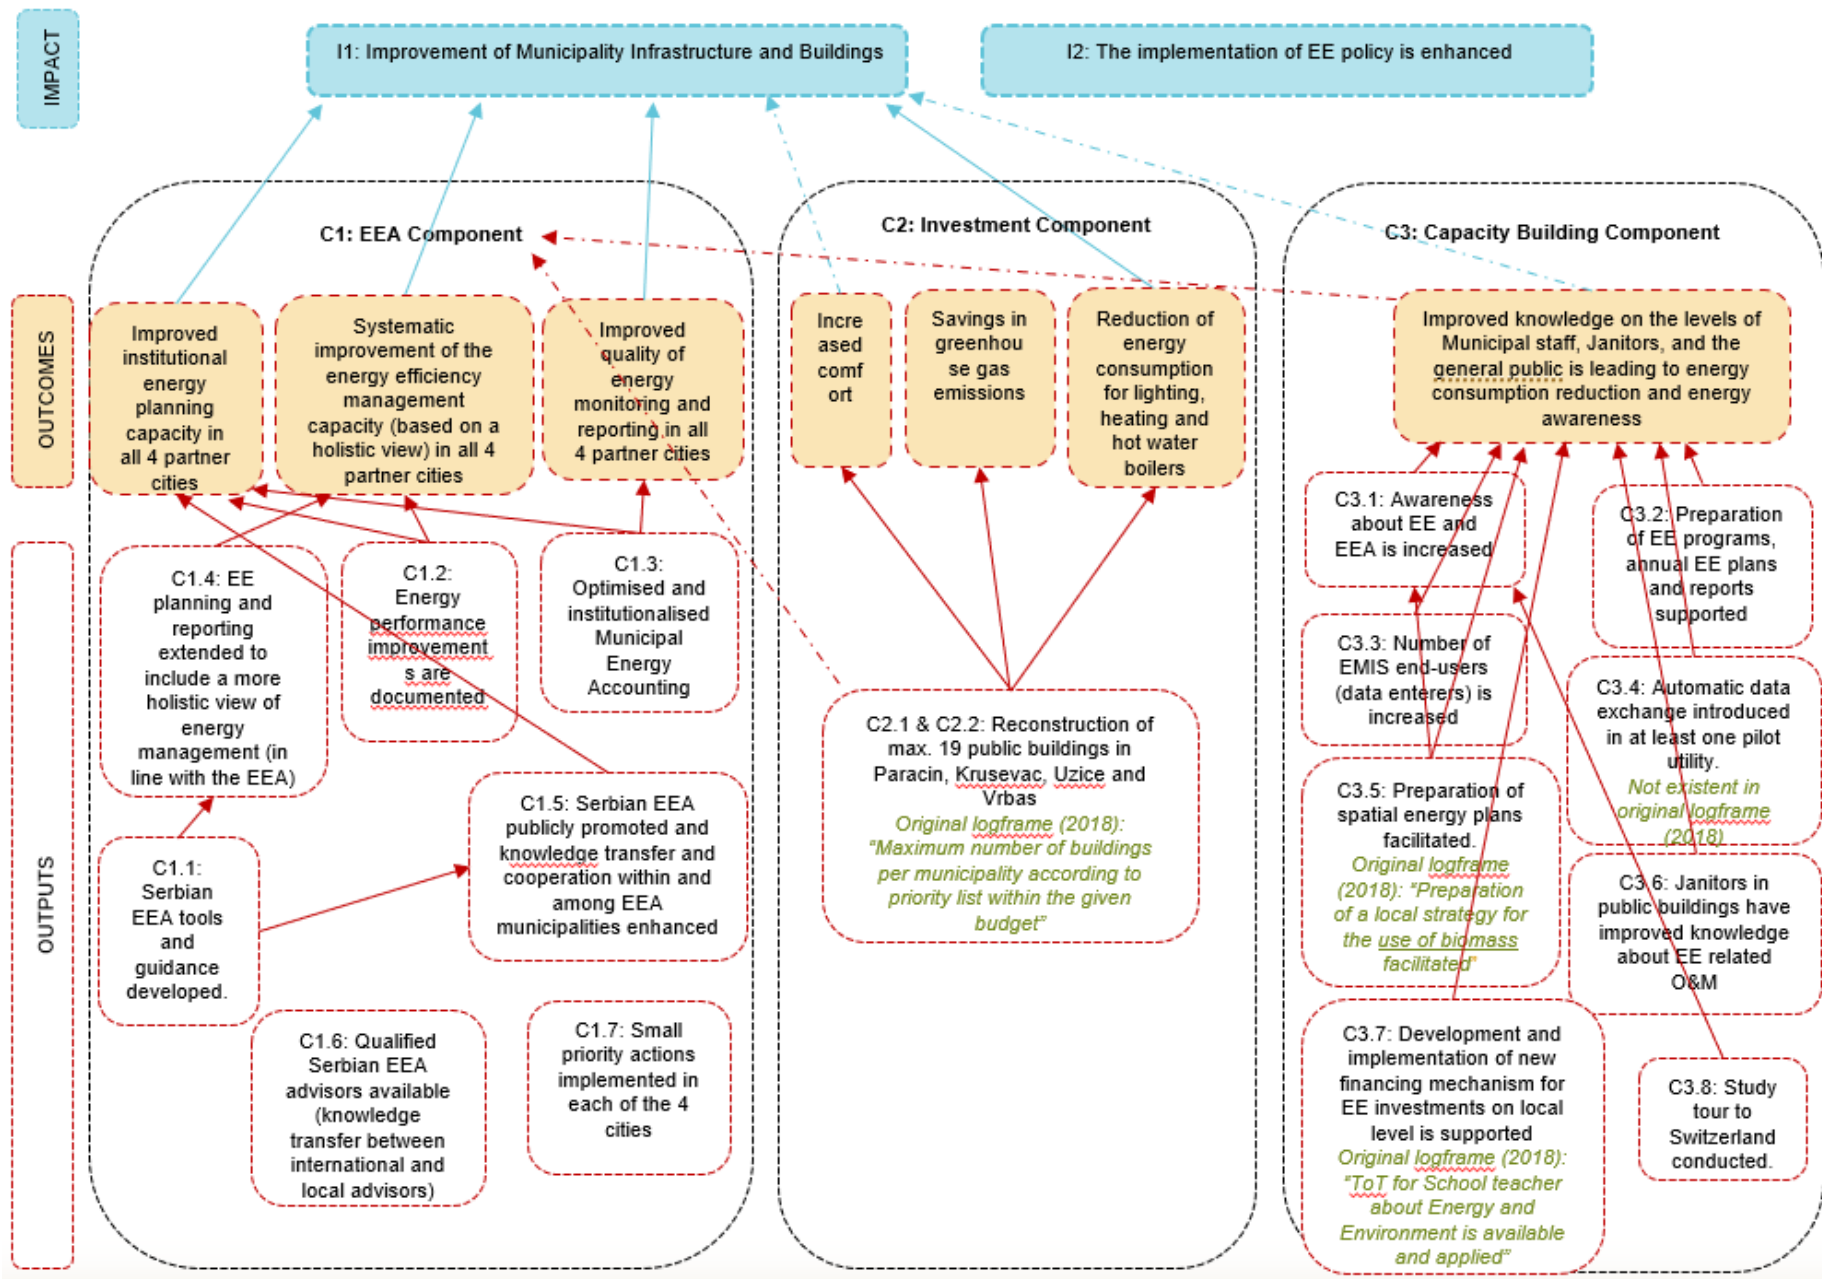 IMPACT
I1: Improvement of Municipality Infrastructure and Buildings
I2: The implementation of EE policy is enhanced
C1: EEA Component
C2: Investment Component
C3: Capacity Building Component
OUTCOMES
Improved
institutional
energy
planning
capacity in
all 4 partner
cities
Systematic
improvement of the
energy efficiency
management
capacity (based on a
holistic view) in all 4
partner cities
Improved
quality of
energy
monitoring and
reporting in all
4 partner cities
Incre
ased
comf
ort
Savings in
greenhou
se gas
emissions
Reduction of
energy
consumption
for lighting,
heating and
hot water
boilers
Improved knowledge on the levels of
Municipal staff, Janitors, and the
general public is leading to energy
consumption reduction and energy
awareness
OUTPUTS
C1.4: EE
planning and
reporting
extended to
include a more
holistic view of
energy
management (in
line with the EEA)
C1.2:
Energy
performance
improvement
s are
documented
C1.3:
Optimised and
institutionalised
Municipal
Energy
Accounting
C1.1:
Serbian
EEA tools
and
guidance
developed.
C1.5: Serbian EEA
publicly promoted and
knowledge transfer and
cooperation within and
among EEA
municipalities enhanced
C1.6: Qualified
Serbian EEA
advisors available
(knowledge
transfer between
international and
local advisors)
C1.7: Small
priority actions
implemented in
each of the 4
cities
C2.1 & C2.2: Reconstruction of
max. 19 public buildings in
Paracin, Krusevac, Uzice and
Vrbas
Original logframe (2018):
“Maximum number of buildings
per municipality according to
priority list within the given
budget”
C3.1: Awareness
about EE and
EEA is increased
C3.2: Preparation
of EE programs,
annual EE plans
and reports
supported
C3.3: Number of
EMIS end-users
(data enterers) is
increased
C3.4: Automatic data
exchange introduced
in at least one pilot
utility.
Not existent in
original logframe
(2018)
C3.5: Preparation of
spatial energy plans
facilitated.
Original logframe
(2018): “Preparation
of a local strategy for
the use of biomass
facilitated”
C3.6: Janitors in
public buildings have
improved knowledge
about EE related
O&M
C3.7: Development and
implementation of new
financing mechanism for
EE investments on local
level is supported
Original logframe (2018):
“ToT for School teacher
about Energy and
Environment is available
and applied”
C3.8: Study
tour to
Switzerland
conducted.